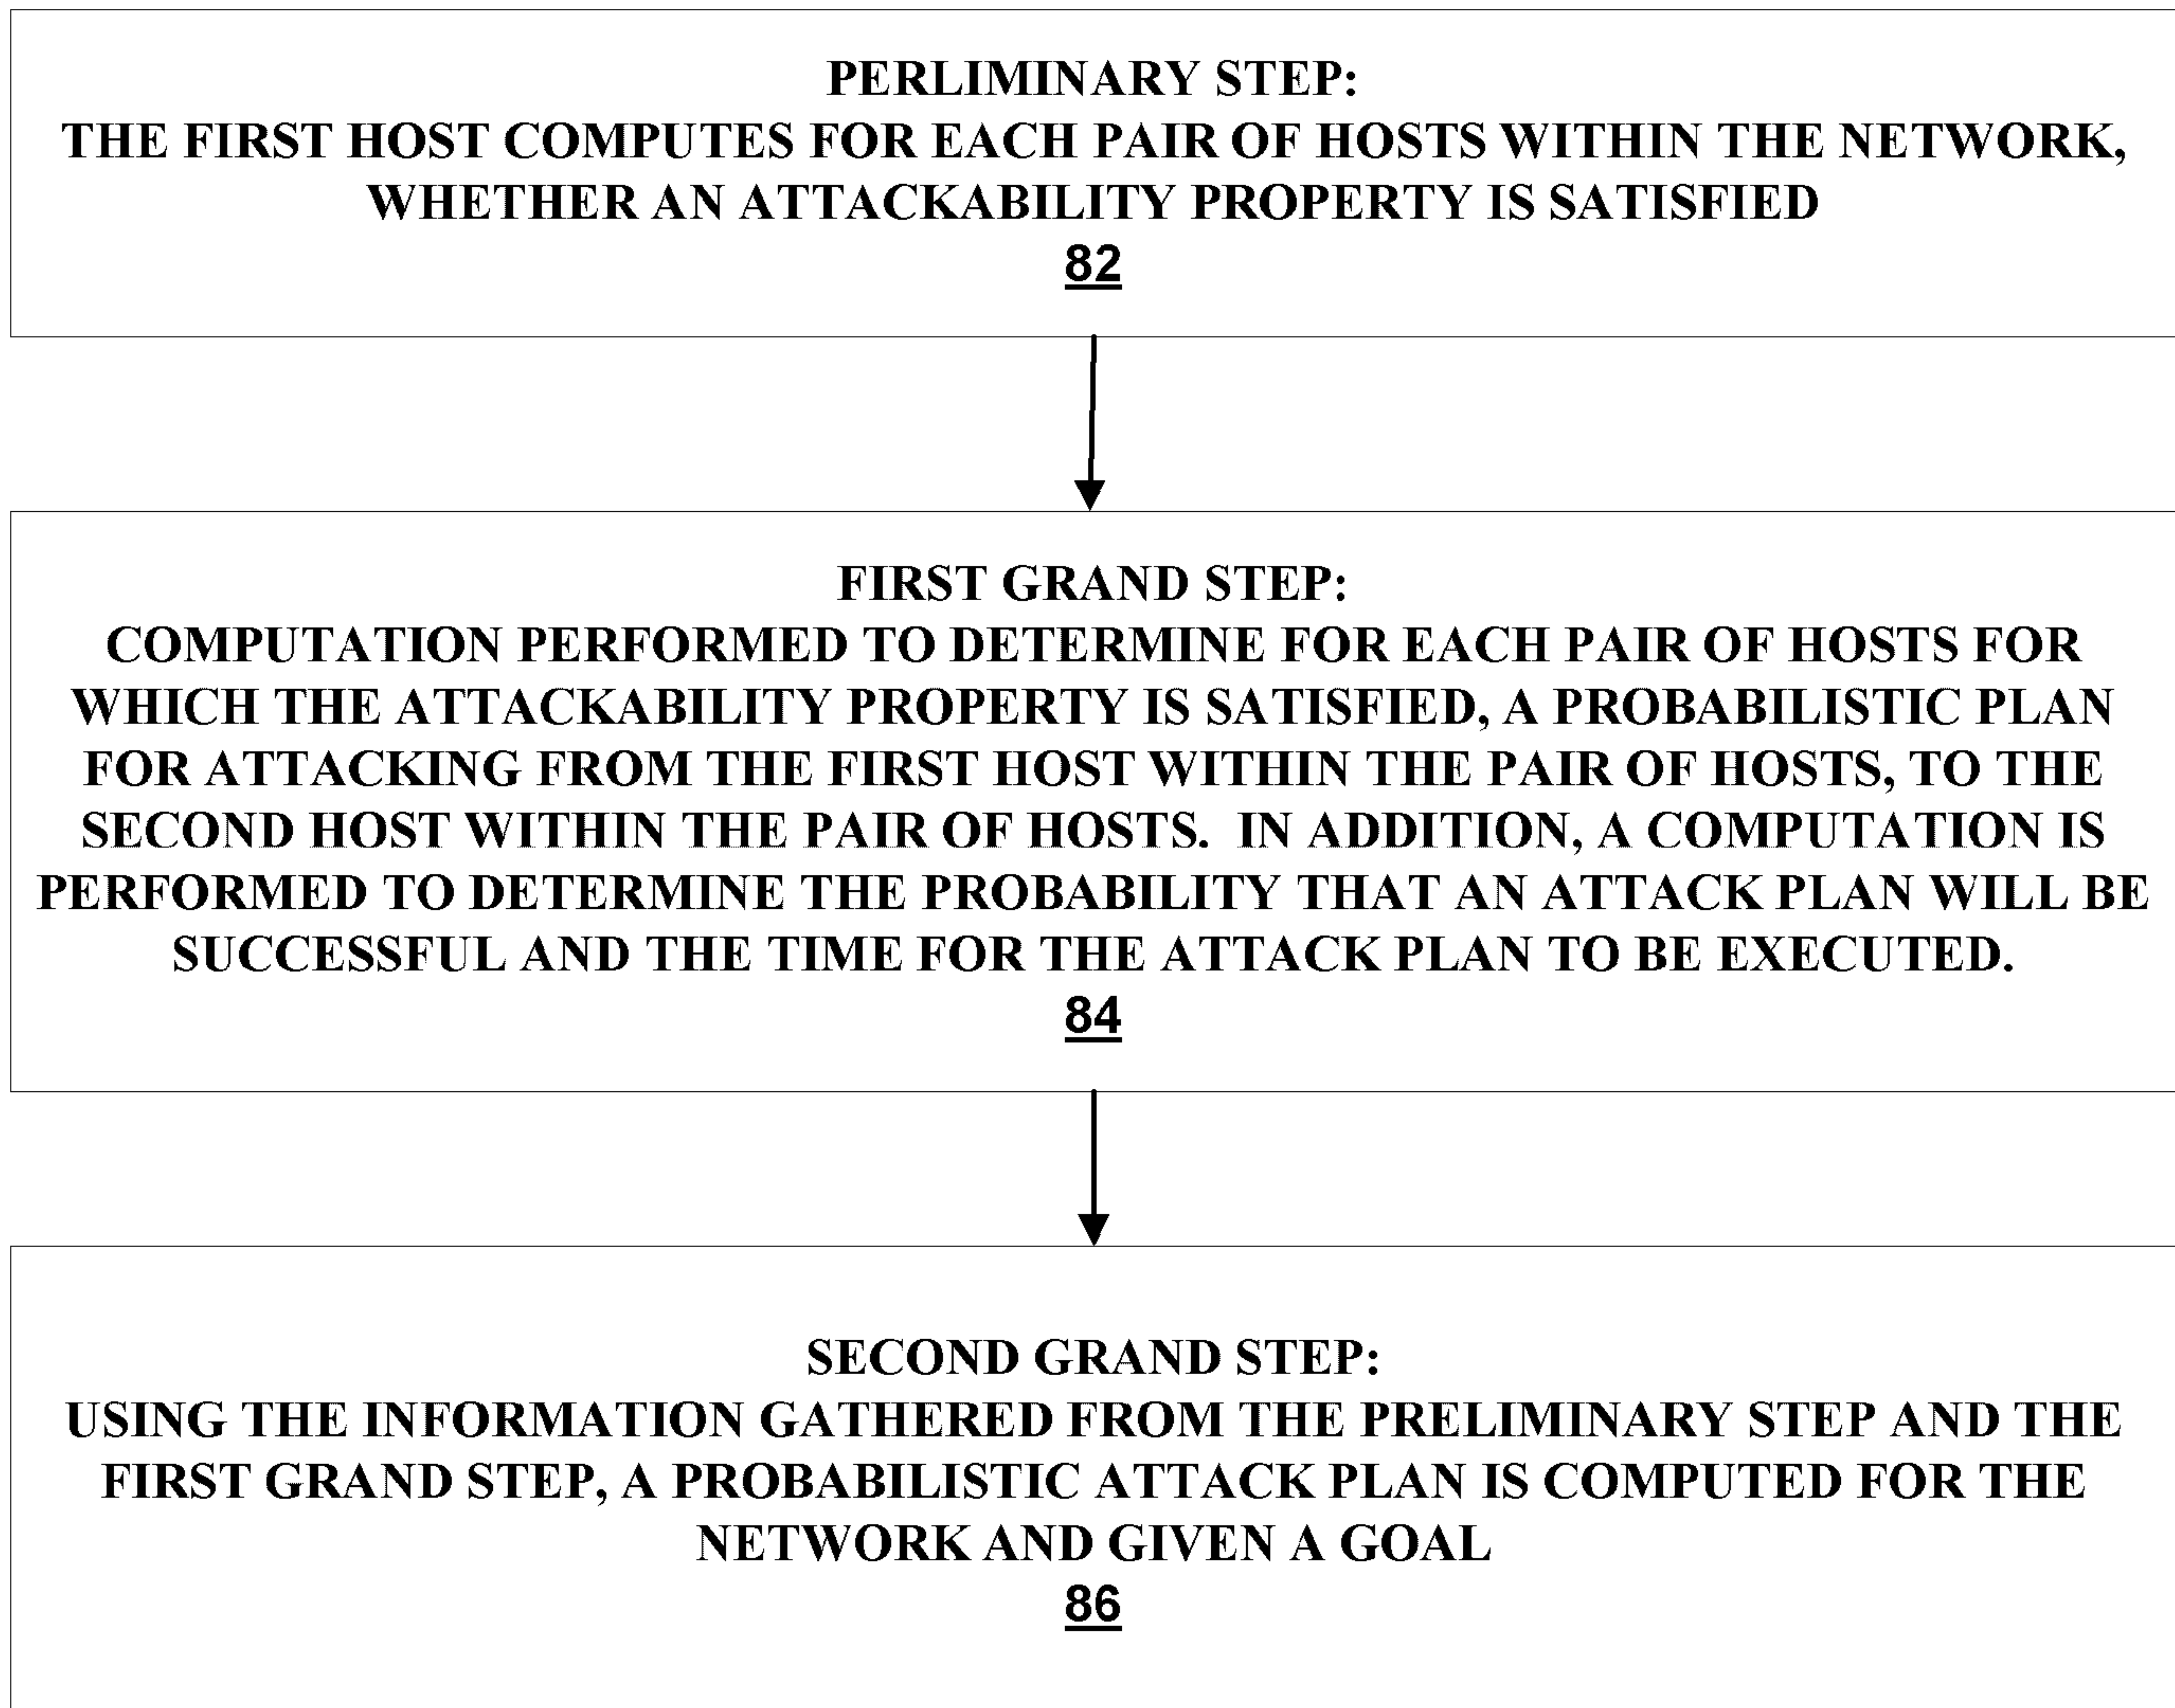 PERLIMINARY STEP:
THE FIRST HOST COMPUTES FOR EACH PAIR OF HOSTS WITHIN THE NETWORK,
WHETHER AN ATTACKABILITY PROPERTY IS SATISFIED
82
FIRST GRAND STEP:
COMPUTATION PERFORMED TO DETERMINE FOR EACH PAIR OF HOSTS FOR
WHICH THE ATTACKABILITY PROPERTY IS SATISFIED, A PROBABILISTIC PLAN
FOR ATTACKING FROM THE FIRST HOST WITHIN THE PAIR OF HOSTS, TO THE
SECOND HOST WITHIN THE PAIR OF HOSTS.  IN ADDITION, A COMPUTATION IS
PERFORMED TO DETERMINE THE PROBABILITY THAT AN ATTACK PLAN WILL BE
SUCCESSFUL AND THE TIME FOR THE ATTACK PLAN TO BE EXECUTED.
84
SECOND GRAND STEP:
USING THE INFORMATION GATHERED FROM THE PRELIMINARY STEP AND THE
FIRST GRAND STEP, A PROBABILISTIC ATTACK PLAN IS COMPUTED FOR THE
NETWORK AND GIVEN A GOAL
86